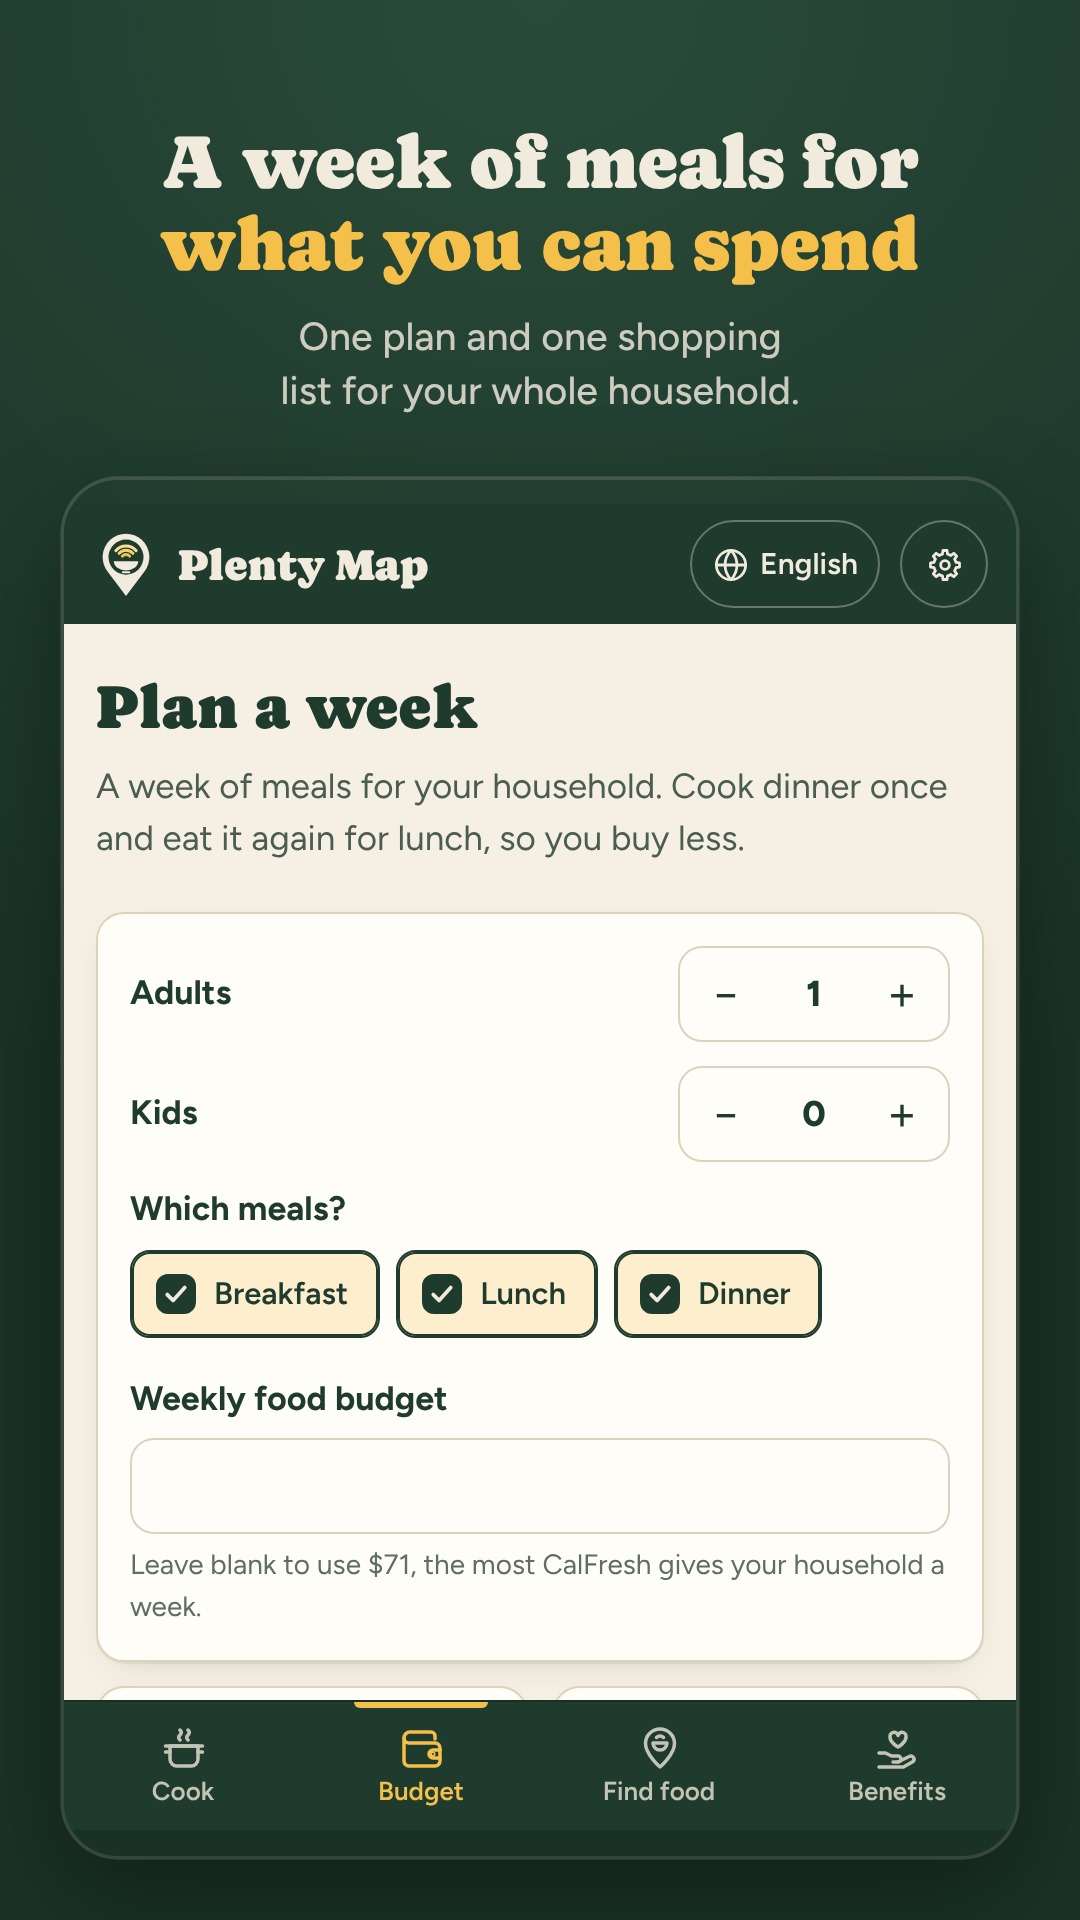 A week of meals for
what you can spend
One plan and one shopping
list for your whole household.
Plenty Map
English
Plan a week
A week of meals for your household. Cook dinner once
and eat it again for lunch, so you buy less.
Adults
− 1 +
Kids
− 0 +
Which meals?
Breakfast
Lunch
Dinner
Weekly food budget
Leave blank to use $71, the most CalFresh gives your household a
week.
Cook
Budget
Find food
Benefits